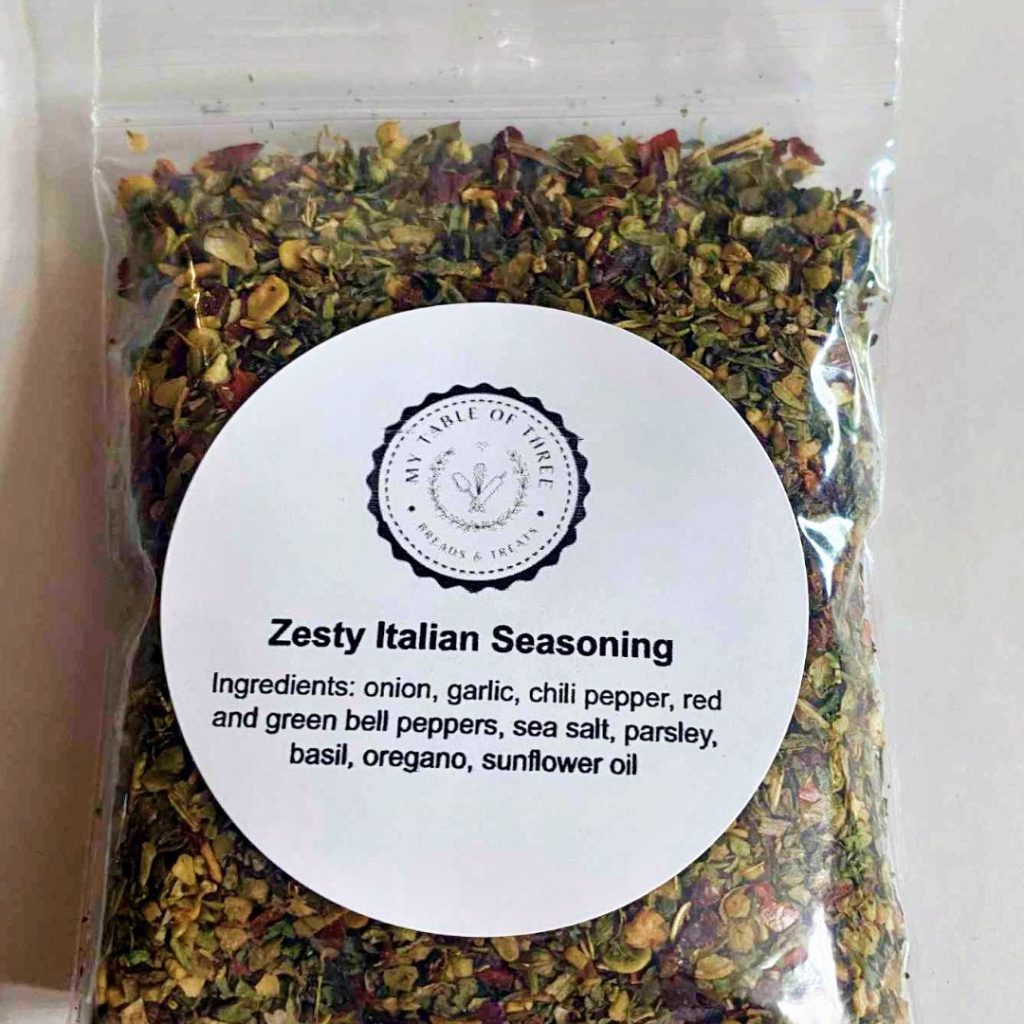 MY TABLE OF THREE
BREADS & TREATS
Zesty Italian Seasoning
Ingredients: onion, garlic, chili pepper, red
and green bell peppers, sea salt, parsley,
basil, oregano, sunflower oil